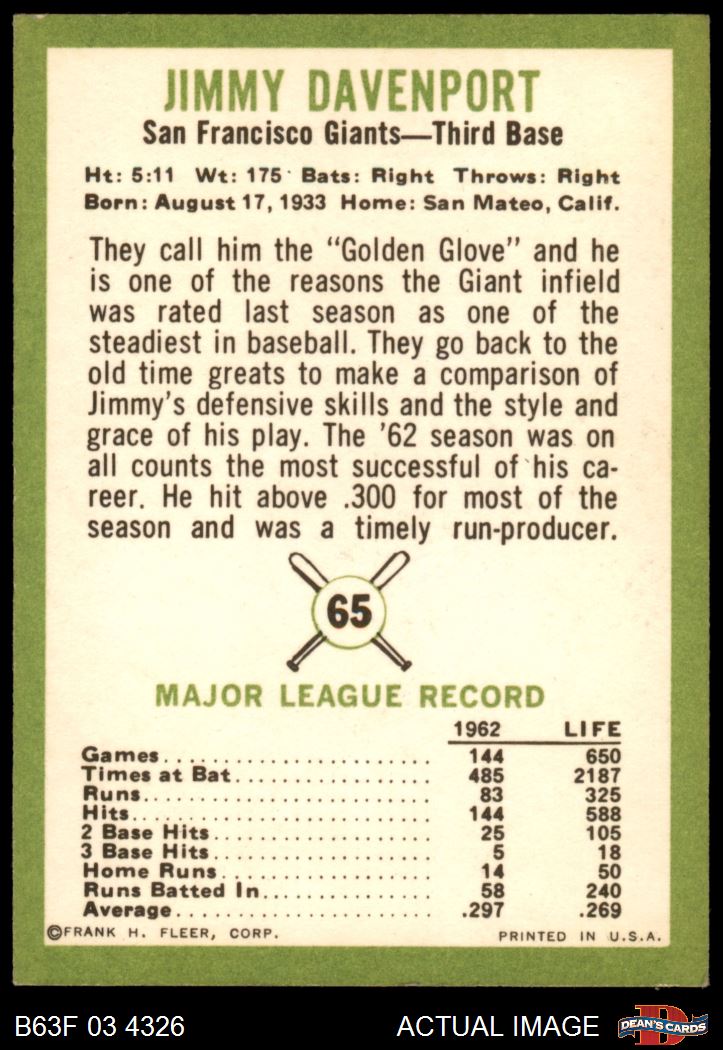 JIMMY DAVENPORT
San Francisco Giants—Third Base
Ht: 5:11 Wt: 175 Bats: Right Throws: Right
Born: August 17, 1933 Home: San Mateo, Calif.
They call him the "Golden Glove" and he
is one of the reasons the Giant infield
was rated last season as one of the
steadiest in baseball. They go back to the
old time greats to make a comparison of
Jimmy's defensive skills and the style and
grace of his play. The '62 season was on
all counts the most successful of his ca-
reer. He hit above .300 for most of the
season and was a timely run-producer.
65
MAJOR LEAGUE RECORD
1962 LIFE
Games 144 650
Times at Bat 485 2187
Runs 83 325
Hits 144 588
2 Base Hits 25 105
3 Base Hits 5 18
Home Runs 14 50
Runs Batted In 58 240
Average .297 .269
©FRANK H. FLEER, CORP. PRINTED IN U.S.A.
B63F 03 4326 ACTUAL IMAGE D DEAN'S CARDS